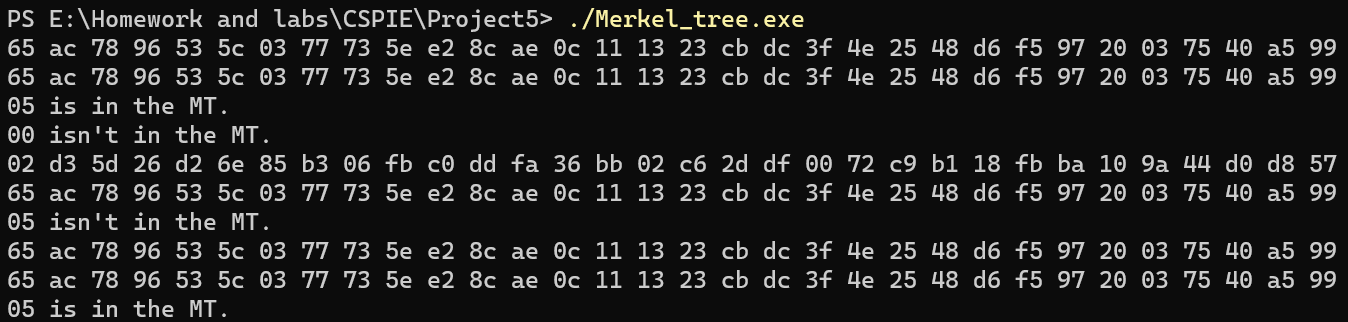 PS E:\Homework and labs\CSPIE\Project5> ./Merkel_tree.exe
65 ac 78 96 53 5c 03 77 73 5e e2 8c ae 0c 11 13 23 cb dc 3f 4e 25 48 d6 f5 97 20 03 75 40 a5 99
65 ac 78 96 53 5c 03 77 73 5e e2 8c ae 0c 11 13 23 cb dc 3f 4e 25 48 d6 f5 97 20 03 75 40 a5 99
05 is in the MT.
00 isn't in the MT.
02 d3 5d 26 d2 6e 85 b3 06 fb c0 dd fa 36 bb 02 c6 2d df 00 72 c9 b1 18 fb ba 10 9a 44 d0 d8 57
65 ac 78 96 53 5c 03 77 73 5e e2 8c ae 0c 11 13 23 cb dc 3f 4e 25 48 d6 f5 97 20 03 75 40 a5 99
05 isn't in the MT.
65 ac 78 96 53 5c 03 77 73 5e e2 8c ae 0c 11 13 23 cb dc 3f 4e 25 48 d6 f5 97 20 03 75 40 a5 99
65 ac 78 96 53 5c 03 77 73 5e e2 8c ae 0c 11 13 23 cb dc 3f 4e 25 48 d6 f5 97 20 03 75 40 a5 99
05 is in the MT.